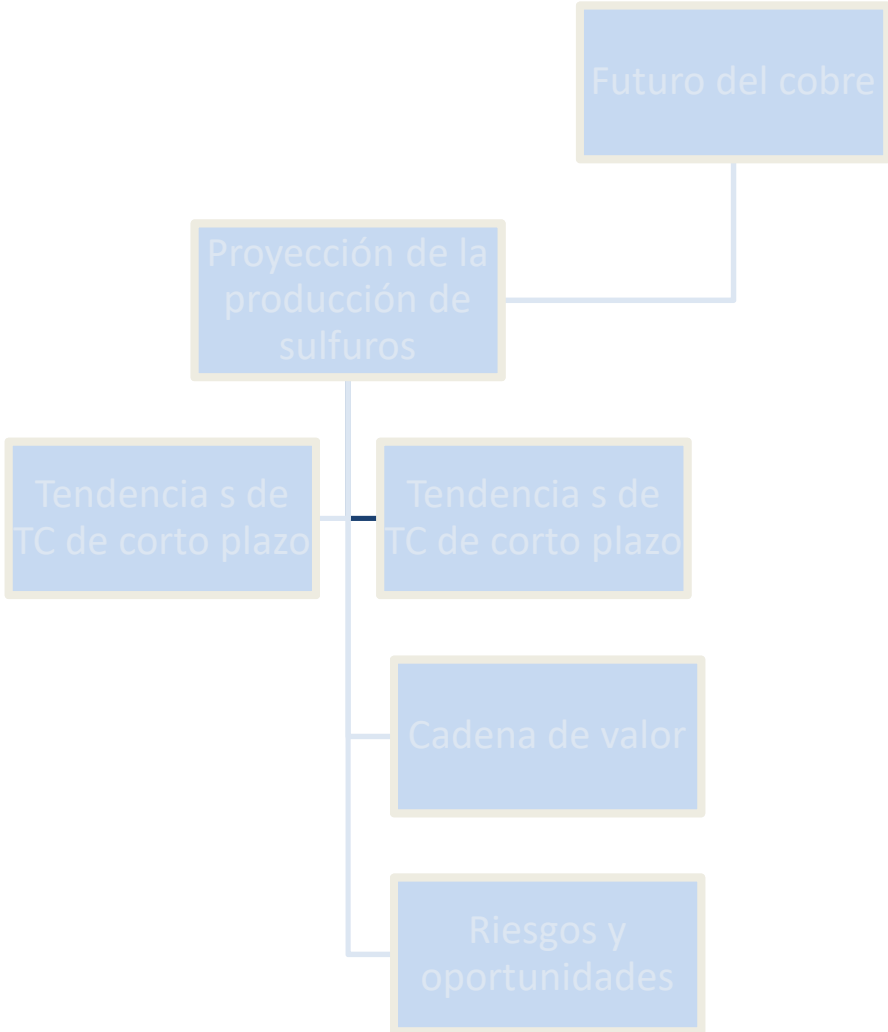 Futuro del cobre
Proyección de la
producción de
sulfuros
Tendencia s de
TC de corto plazo
Tendencia s de
TC de corto plazo
Cadena de valor
Riesgos y
oportunidades